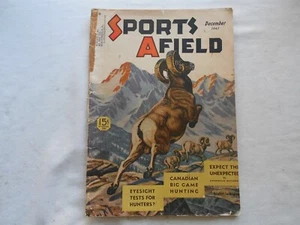 SPORTS
AFIELD
December
15¢
EYESIGHT
TESTS FOR
HUNTERS?
CANADIAN
BIG GAME
HUNTING
EXPECT THE
UNEXPECTED